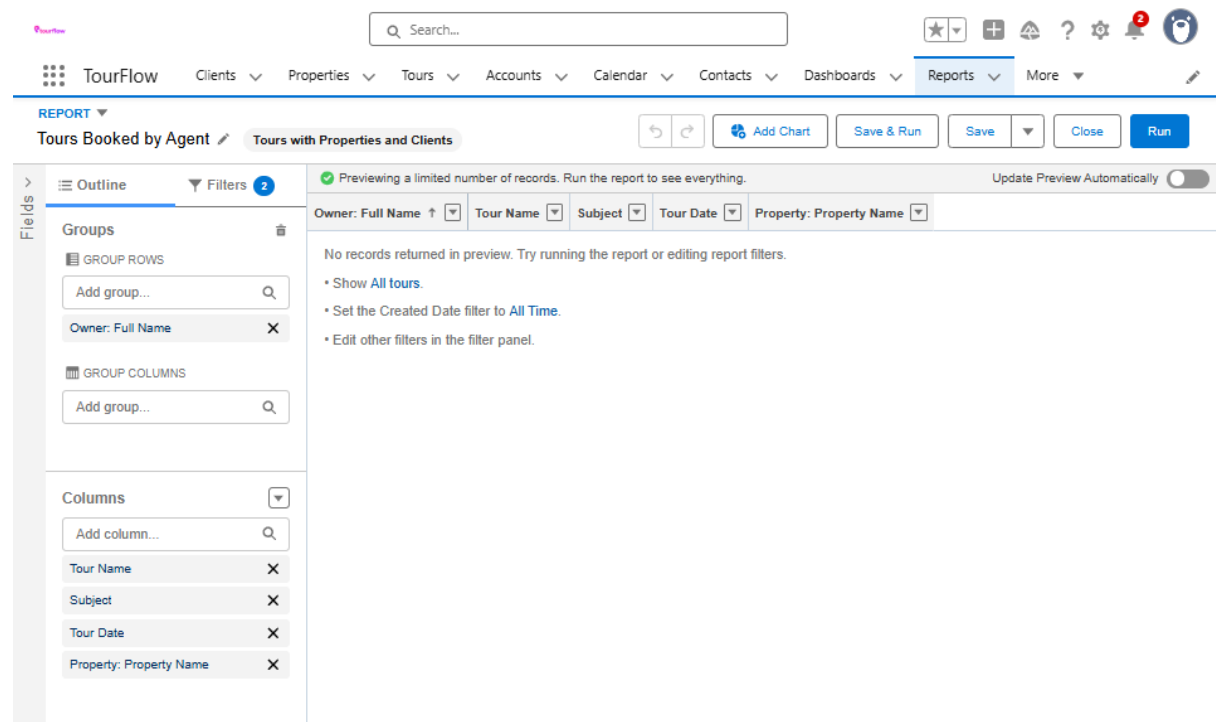 tourflow
Search...
2
TourFlow
Clients
Properties
Tours
Accounts
Calendar
Contacts
Dashboards
Reports
More
REPORT
Tours Booked by Agent
Tours with Properties and Clients
Add Chart
Save & Run
Save
Close
Run
Fields
Outline
Filters 2
Previewing a limited number of records. Run the report to see everything.
Update Preview Automatically
Groups
GROUP ROWS
Add group...
Owner: Full Name
GROUP COLUMNS
Add group...
Columns
Add column...
Tour Name
Subject
Tour Date
Property: Property Name
Owner: Full Name ↑
Tour Name
Subject
Tour Date
Property: Property Name
No records returned in preview. Try running the report or editing report filters.
• Show All tours.
• Set the Created Date filter to All Time.
• Edit other filters in the filter panel.